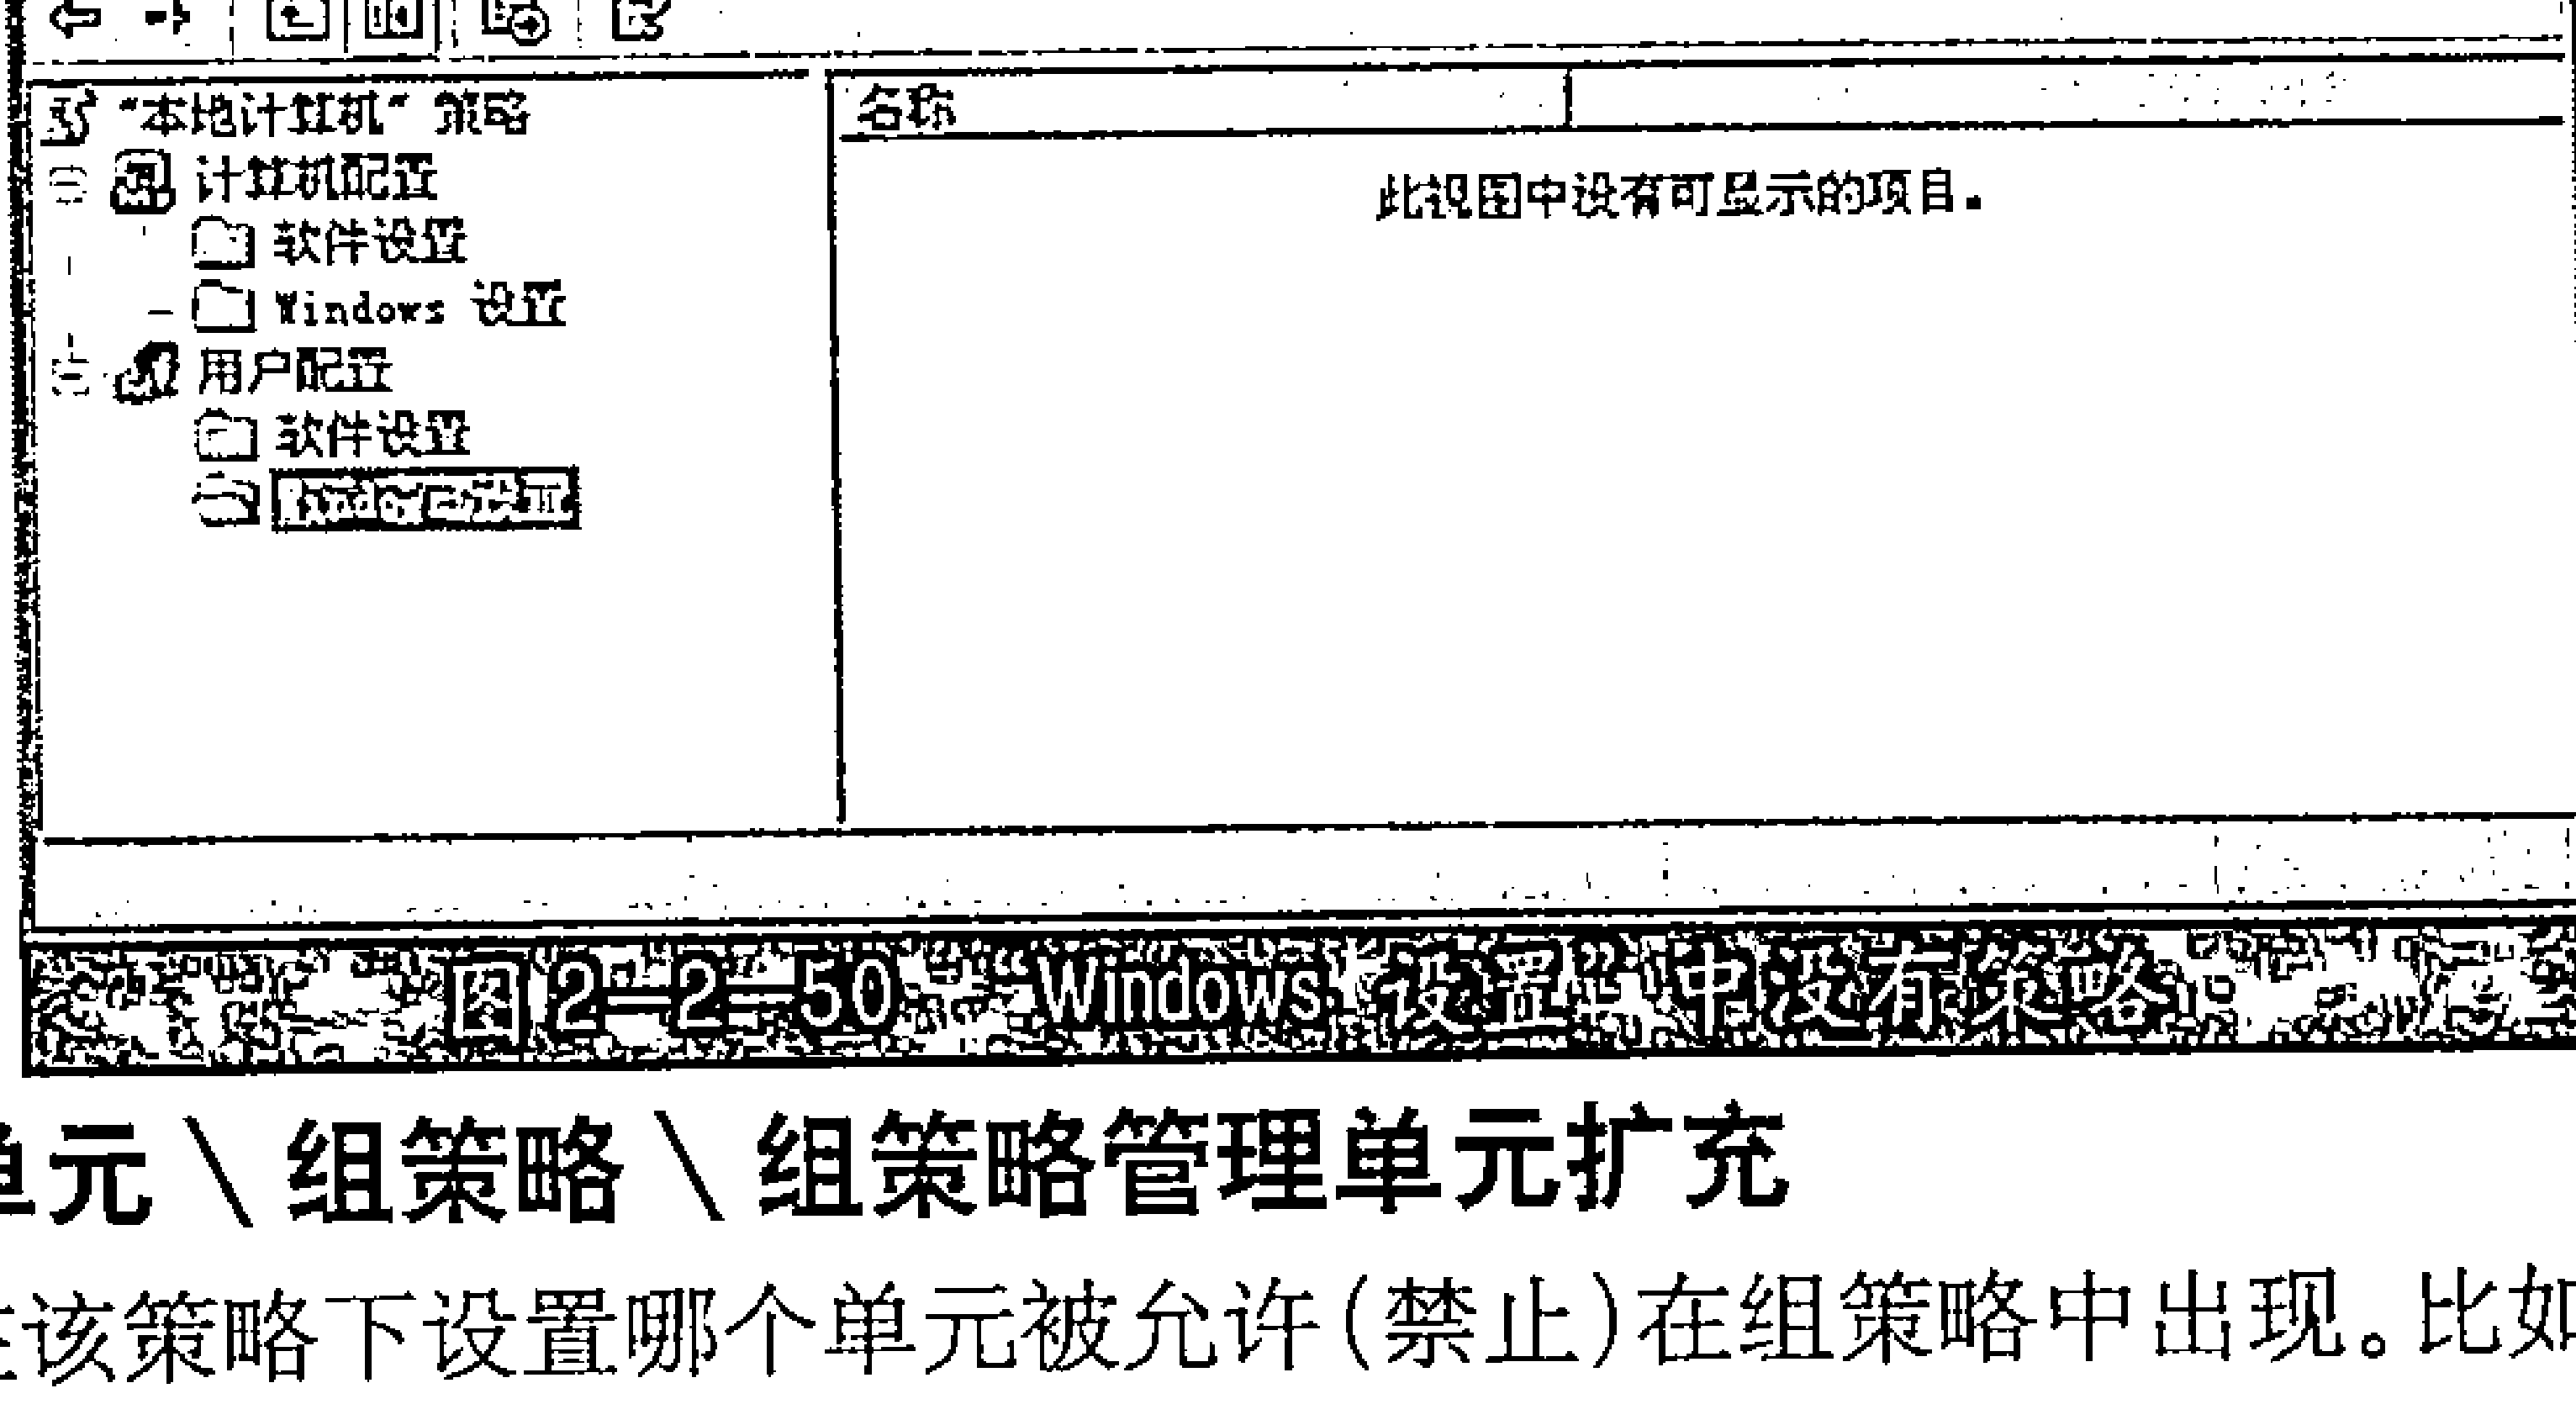 “本地计算机”策略
计算机配置
软件设置
Windows 设置
用户配置
软件设置
Windows 设置
名称
此视图中没有可显示的项目.
图 2-2-50 “Windows 设置”中没有策略
单元\组策略\组策略管理单元扩充
在该策略下设置哪个单元被允许(禁止)在组策略中出现。比如